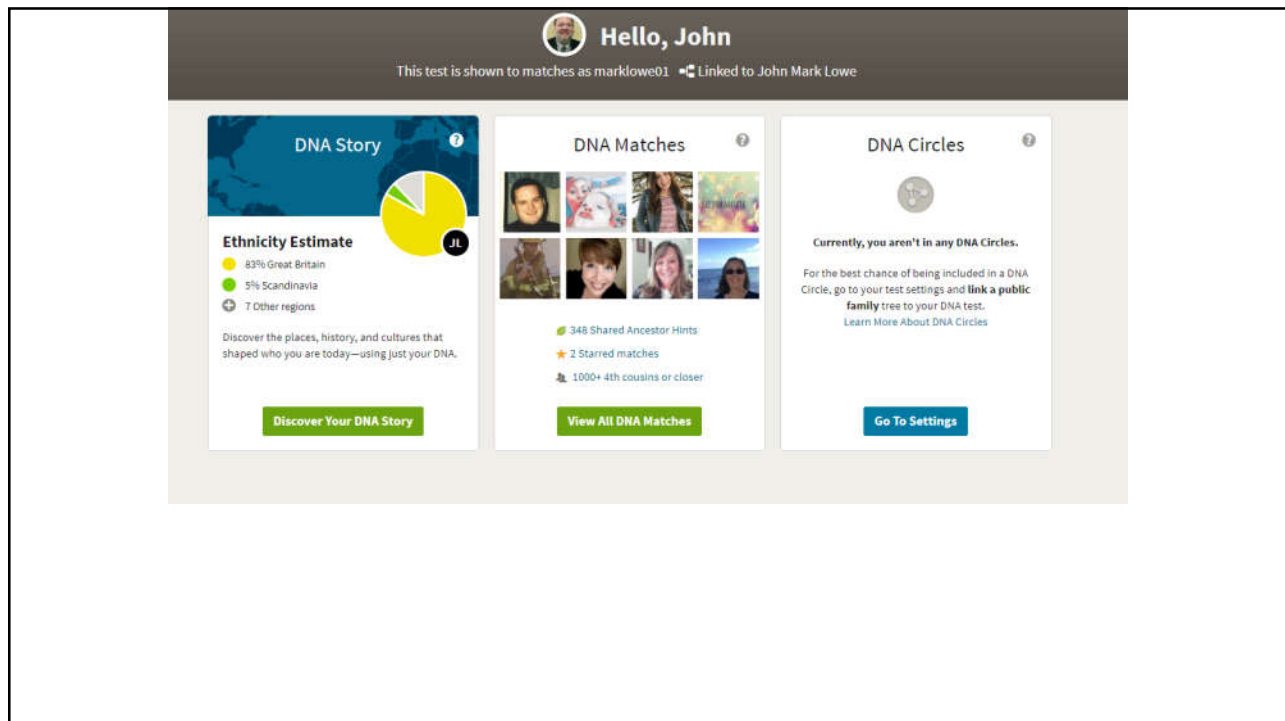 Hello, John
This test is shown to matches as marklowe01 Linked to John Mark Lowe
DNA Story
?
JL
Ethnicity Estimate
83% Great Britain
5% Scandinavia
7 Other regions
Discover the places, history, and cultures that
shaped who you are today—using just your DNA.
Discover Your DNA Story
DNA Matches
?
348 Shared Ancestor Hints
2 Starred matches
1000+ 4th cousins or closer
View All DNA Matches
DNA Circles
?
Currently, you aren't in any DNA Circles.
For the best chance of being included in a DNA
Circle, go to your test settings and link a public
family tree to your DNA test.
Learn More About DNA Circles
Go To Settings